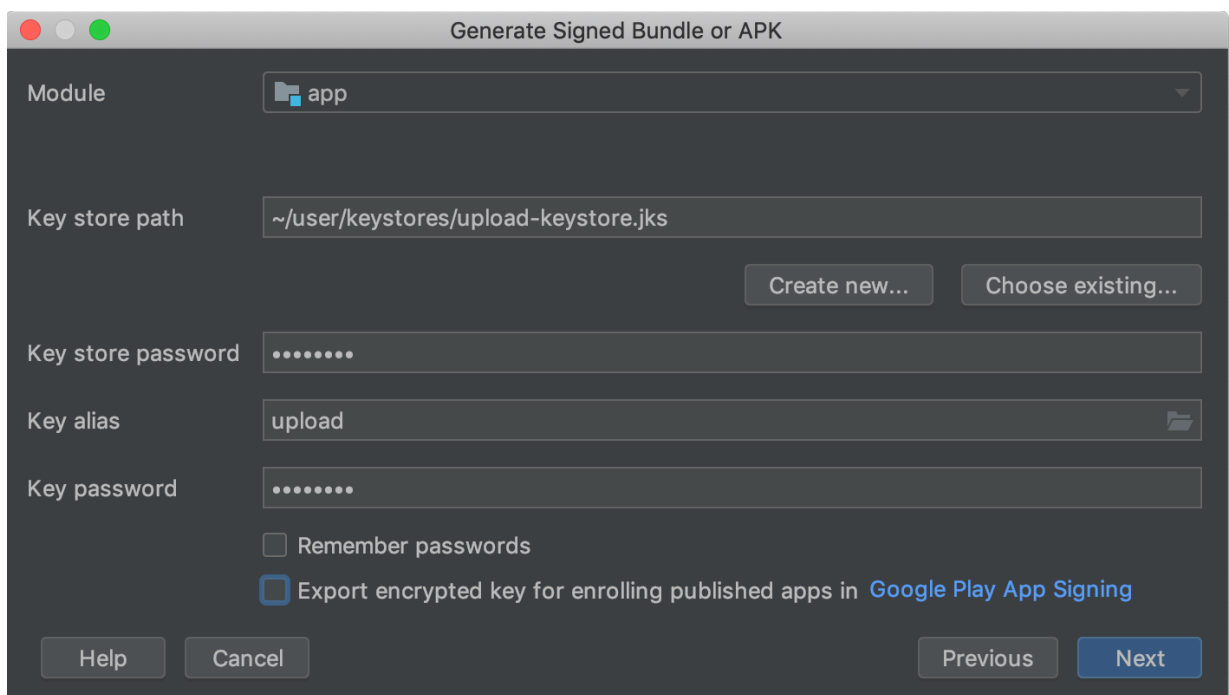 Generate Signed Bundle or APK
Module app
Key store path ~/user/keystores/upload-keystore.jks
Create new... Choose existing...
Key store password ••••••••
Key alias upload
Key password ••••••••
Remember passwords
Export encrypted key for enrolling published apps in Google Play App Signing
Help Cancel Previous Next